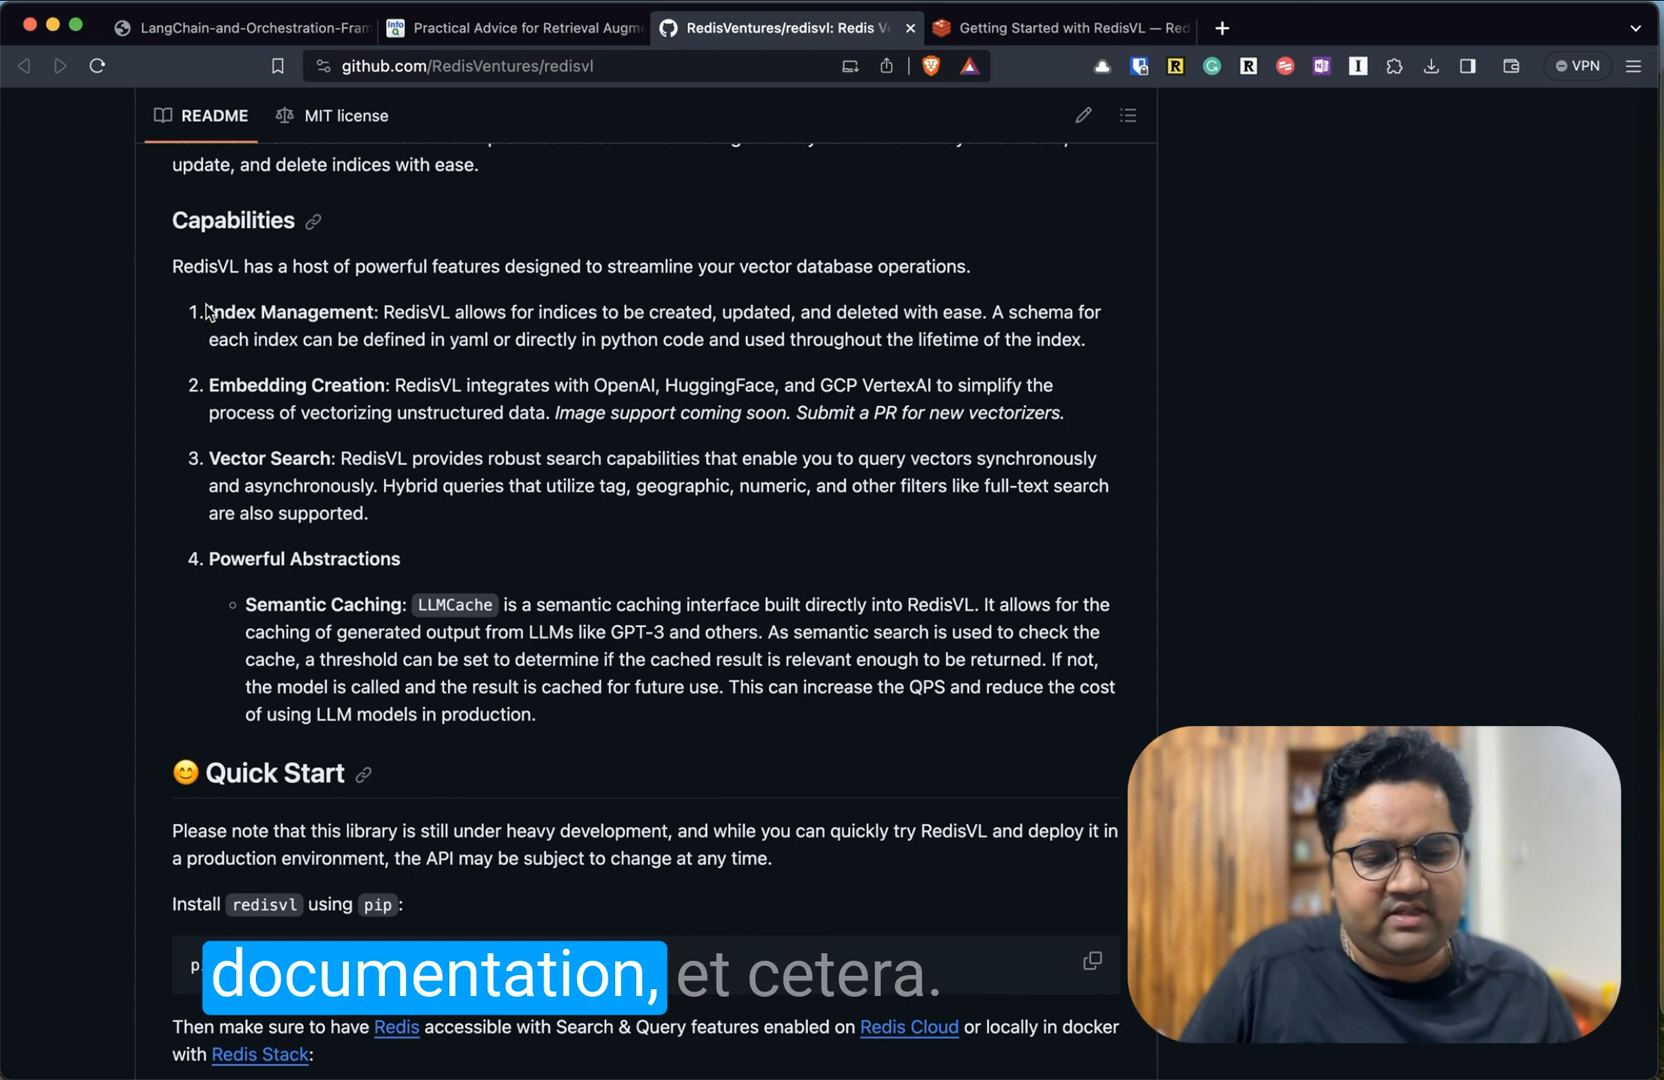 LangChain-and-Orchestration-Fram
Practical Advice for Retrieval Augme
RedisVentures/redisvl: Redis V
Getting Started with RedisVL — Red
github.com/RedisVentures/redisvl
VPN
README
MIT license
update, and delete indices with ease.
Capabilities
RedisVL has a host of powerful features designed to streamline your vector database operations.
1. Index Management: RedisVL allows for indices to be created, updated, and deleted with ease. A schema for
each index can be defined in yaml or directly in python code and used throughout the lifetime of the index.
2. Embedding Creation: RedisVL integrates with OpenAI, HuggingFace, and GCP VertexAI to simplify the
process of vectorizing unstructured data. Image support coming soon. Submit a PR for new vectorizers.
3. Vector Search: RedisVL provides robust search capabilities that enable you to query vectors synchronously
and asynchronously. Hybrid queries that utilize tag, geographic, numeric, and other filters like full-text search
are also supported.
4. Powerful Abstractions
Semantic Caching: LLMCache is a semantic caching interface built directly into RedisVL. It allows for the
caching of generated output from LLMs like GPT-3 and others. As semantic search is used to check the
cache, a threshold can be set to determine if the cached result is relevant enough to be returned. If not,
the model is called and the result is cached for future use. This can increase the QPS and reduce the cost
of using LLM models in production.
😊 Quick Start
Please note that this library is still under heavy development, and while you can quickly try RedisVL and deploy it in
a production environment, the API may be subject to change at any time.
Install redisvl using pip:
documentation, et cetera.
Then make sure to have Redis accessible with Search & Query features enabled on Redis Cloud or locally in docker
with Redis Stack: